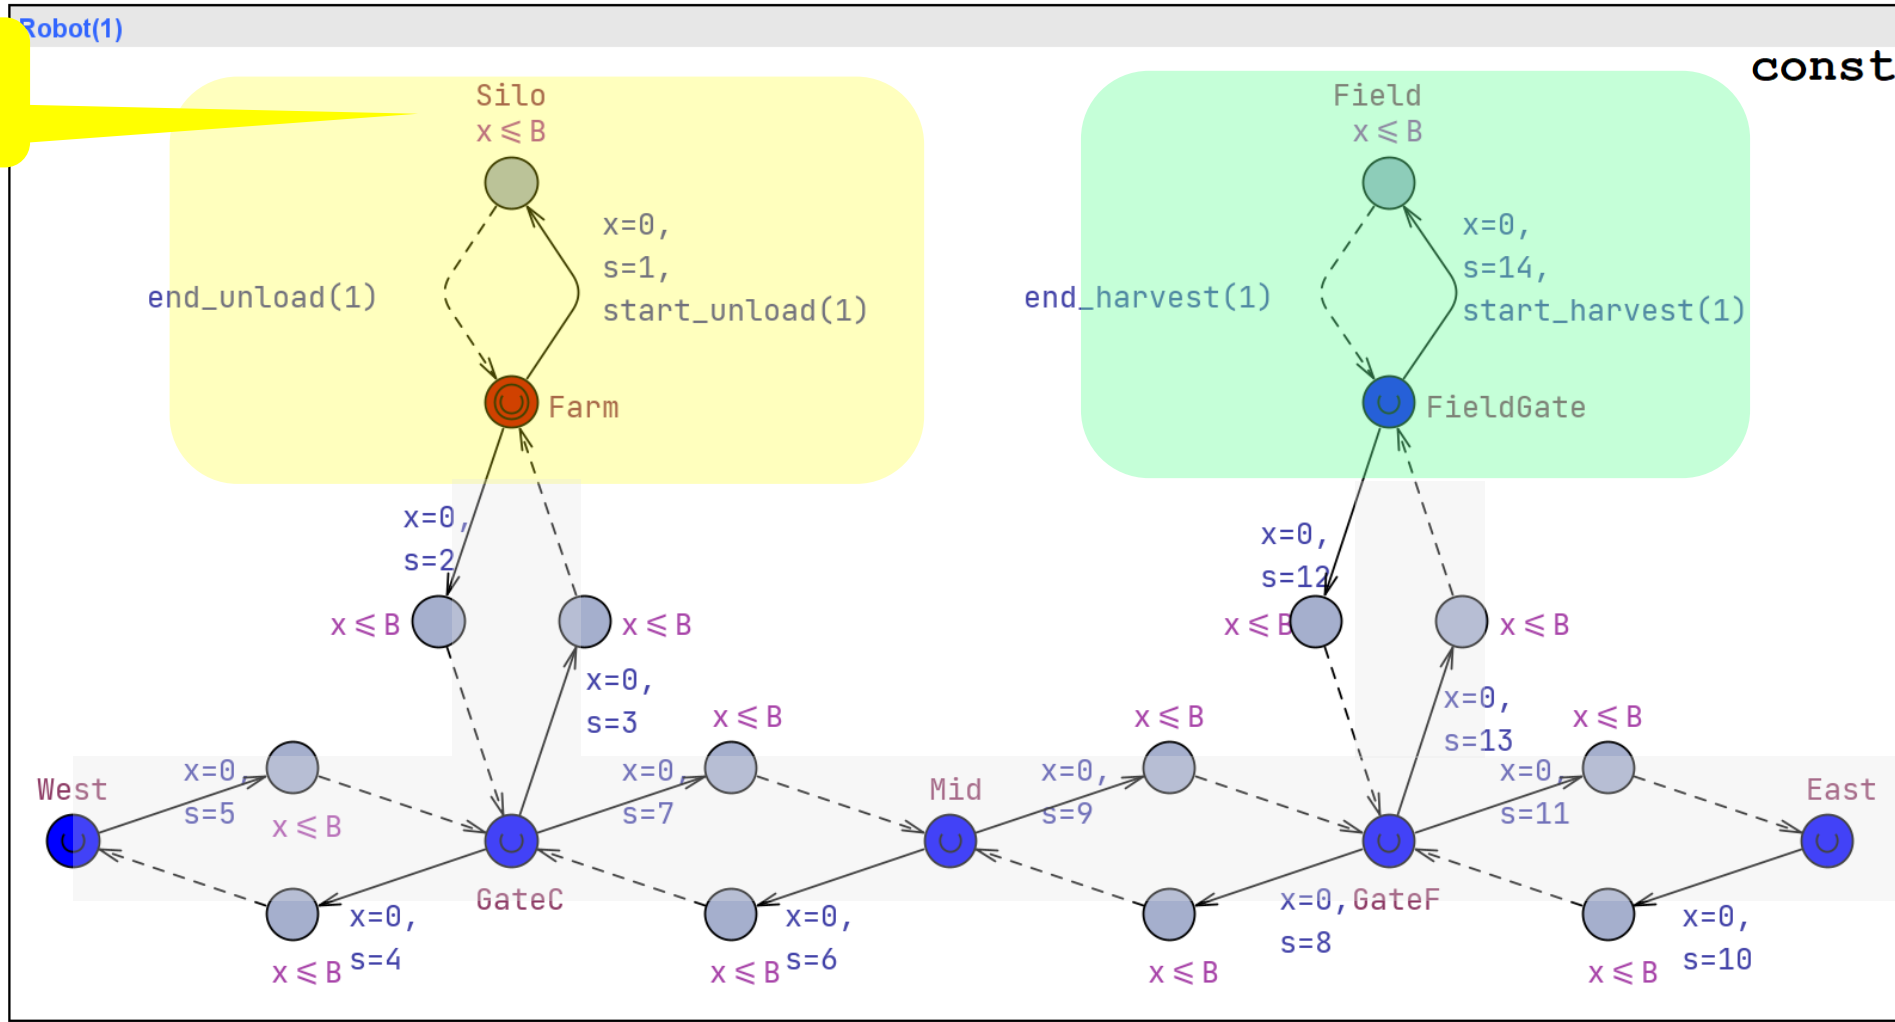 Robot(1)
const
Silo
x ≤ B
x=0,
s=1,
start_unload(1)
end_unload(1)
Farm
Field
x ≤ B
x=0,
s=14,
start_harvest(1)
end_harvest(1)
FieldGate
x=0,
s=2
x ≤ B
x ≤ B
x=0,
s=3
x=0,
s=12
x ≤ B
x ≤ B
x=0,
s=13
West
x=0,
s=5
x ≤ B
x ≤ B
x=0,
s=7
Mid
x ≤ B
x=0,
s=9
x ≤ B
x=0,
s=11
East
GateC
x=0,
s=4
x ≤ B
x=0,
s=6
x ≤ B
x=0,
s=8
GateF
x ≤ B
x=0,
s=10
x ≤ B